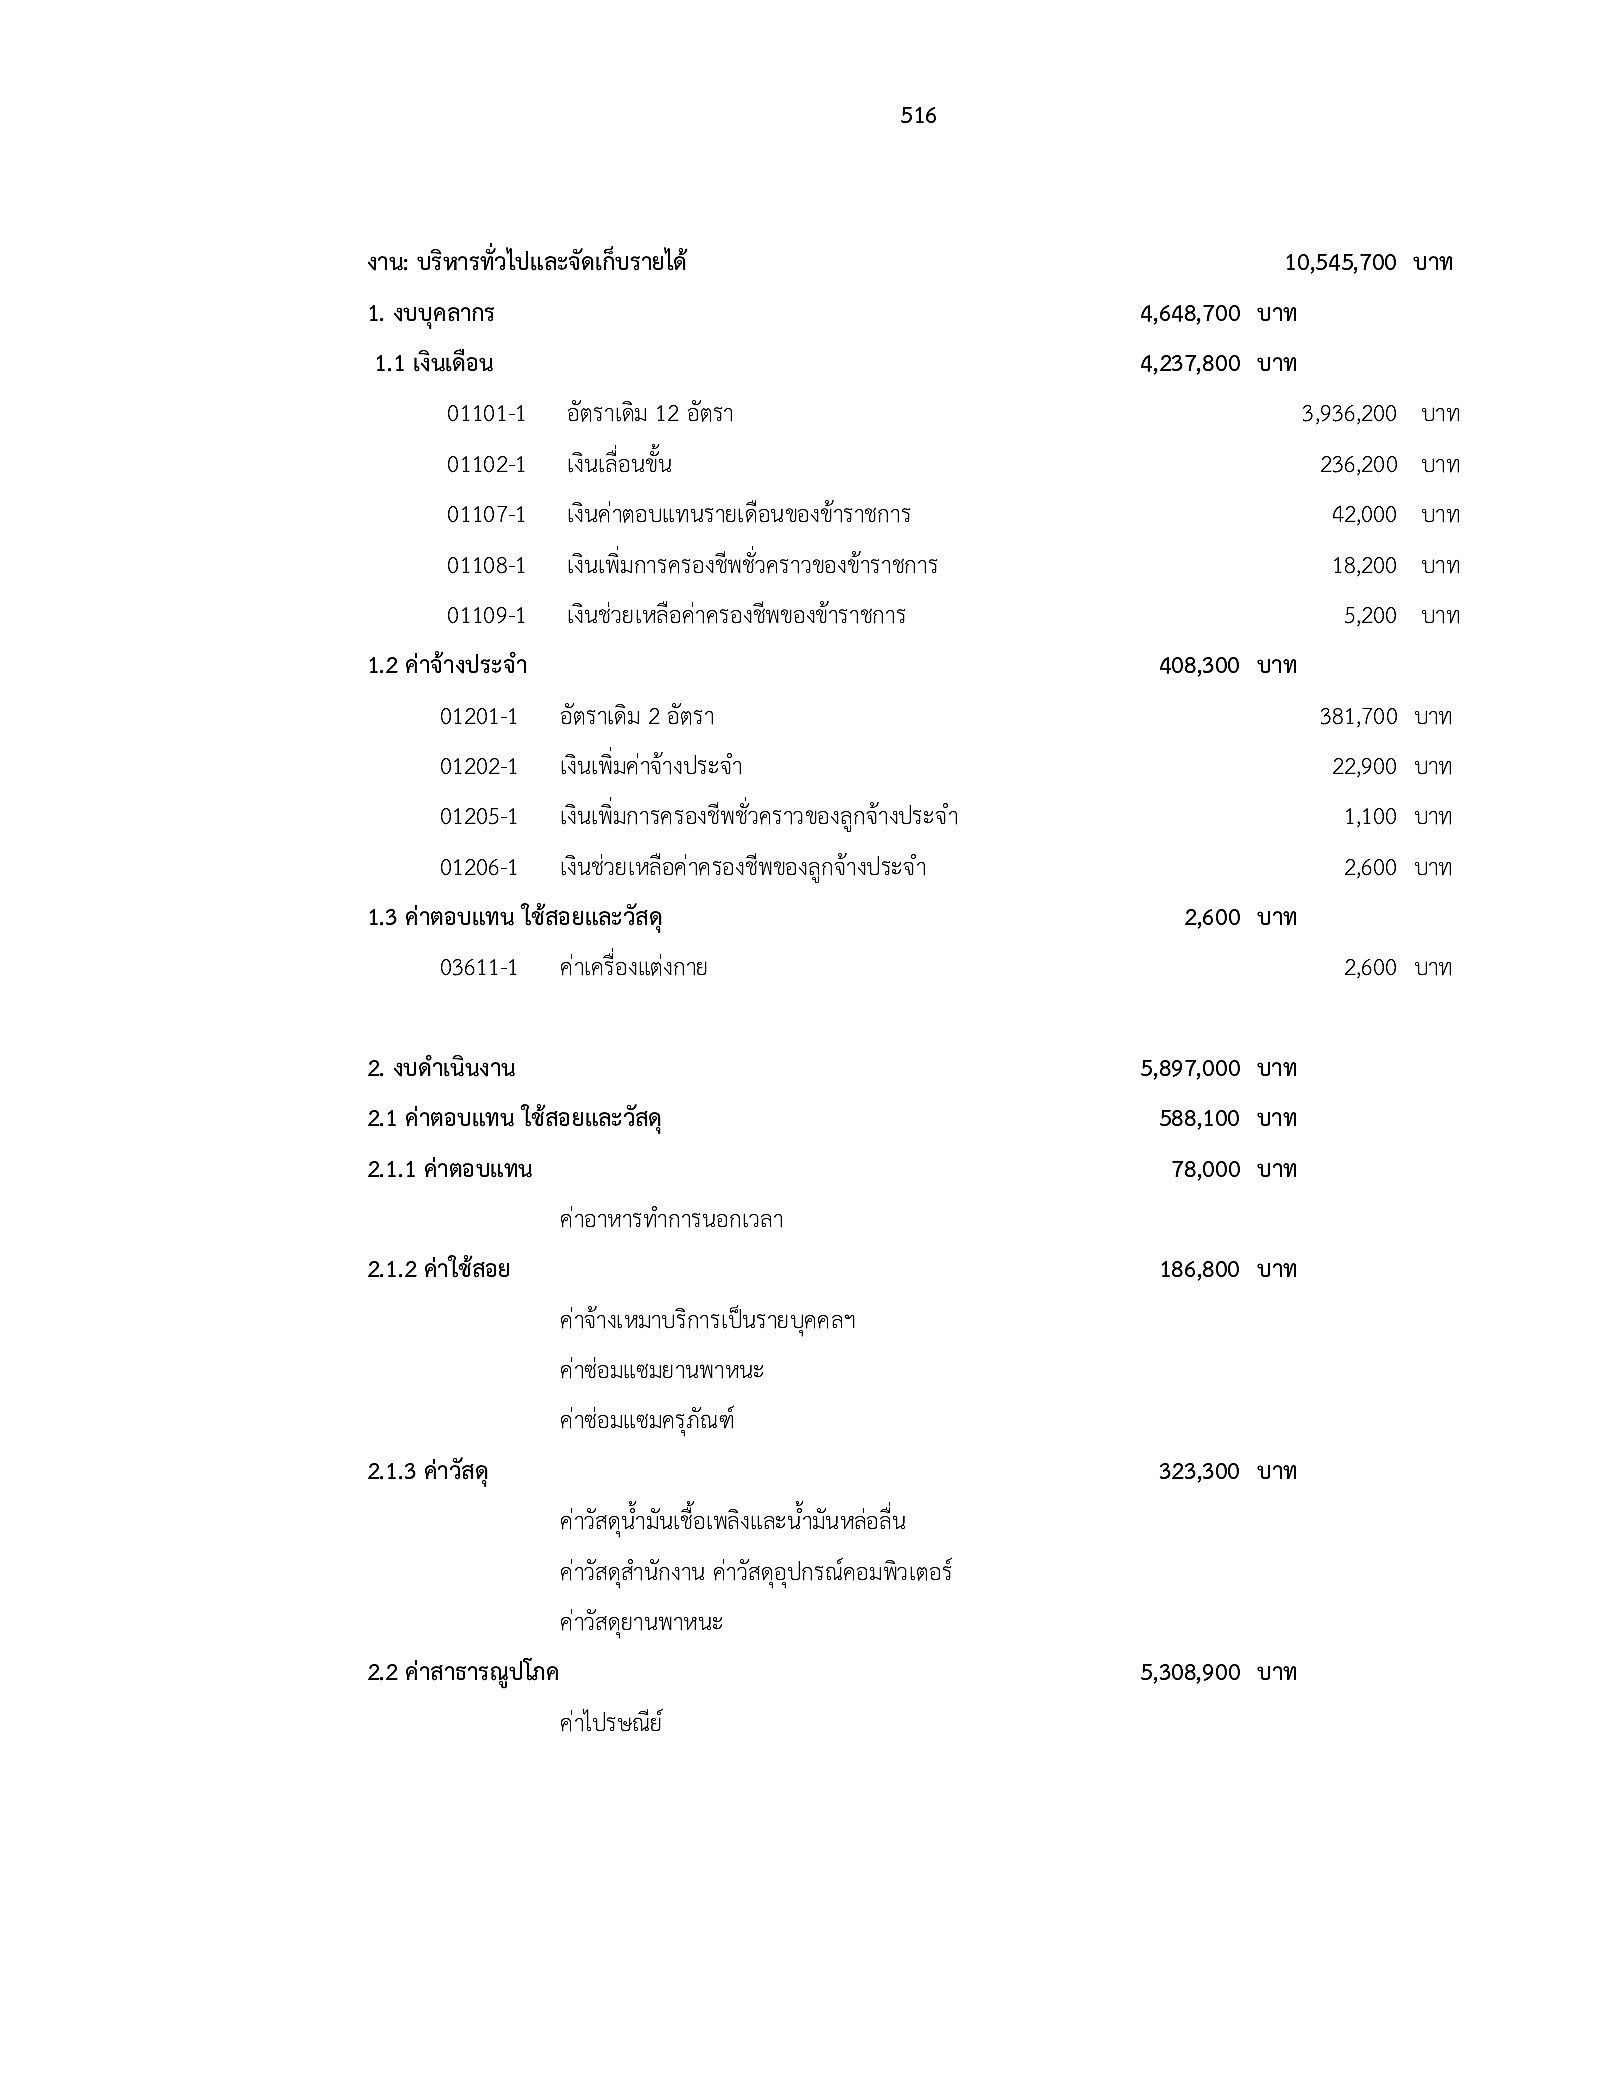 516
งาน: บริหารทั่วไปและจัดเก็บรายได้ 10,545,700 บาท
1. งบบุคลากร 4,648,700 บาท
1.1 เงินเดือน 4,237,800 บาท
01101-1 อัตราเดิม 12 อัตรา 3,936,200 บาท
01102-1 เงินเลื่อนขั้น 236,200 บาท
01107-1 เงินค่าตอบแทนรายเดือนของข้าราชการ 42,000 บาท
01108-1 เงินเพิ่มการครองชีพชั่วคราวของข้าราชการ 18,200 บาท
01109-1 เงินช่วยเหลือค่าครองชีพของข้าราชการ 5,200 บาท
1.2 ค่าจ้างประจำ 408,300 บาท
01201-1 อัตราเดิม 2 อัตรา 381,700 บาท
01202-1 เงินเพิ่มค่าจ้างประจำ 22,900 บาท
01205-1 เงินเพิ่มการครองชีพชั่วคราวของลูกจ้างประจำ 1,100 บาท
01206-1 เงินช่วยเหลือค่าครองชีพของลูกจ้างประจำ 2,600 บาท
1.3 ค่าตอบแทน ใช้สอยและวัสดุ 2,600 บาท
03611-1 ค่าเครื่องแต่งกาย 2,600 บาท
2. งบดำเนินงาน 5,897,000 บาท
2.1 ค่าตอบแทน ใช้สอยและวัสดุ 588,100 บาท
2.1.1 ค่าตอบแทน 78,000 บาท
ค่าอาหารทำการนอกเวลา
2.1.2 ค่าใช้สอย 186,800 บาท
ค่าจ้างเหมาบริการเป็นรายบุคคลฯ
ค่าซ่อมแซมยานพาหนะ
ค่าซ่อมแซมครุภัณฑ์
2.1.3 ค่าวัสดุ 323,300 บาท
ค่าวัสดุน้ำมันเชื้อเพลิงและน้ำมันหล่อลื่น
ค่าวัสดุสำนักงาน ค่าวัสดุอุปกรณ์คอมพิวเตอร์
ค่าวัสดุยานพาหนะ
2.2 ค่าสาธารณูปโภค 5,308,900 บาท
ค่าไปรษณีย์